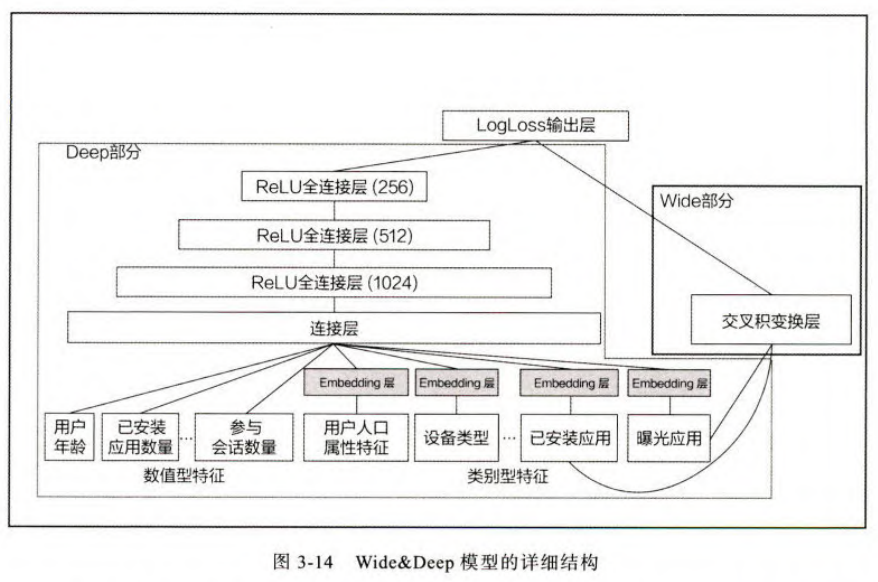 LogLoss输出层
Deep部分
ReLU全连接层 (256)
Wide部分
ReLU全连接层 (512)
ReLU全连接层 (1024)
连接层
交叉积变换层
Embedding 层
Embedding 层
Embedding 层
Embedding 层
用户
年龄
已安装
应用数量
...
参与
会话数量
用户人口
属性特征
设备类型
...
已安装应用
曝光应用
数值型特征
类别型特征
图 3-14 Wide&Deep 模型的详细结构